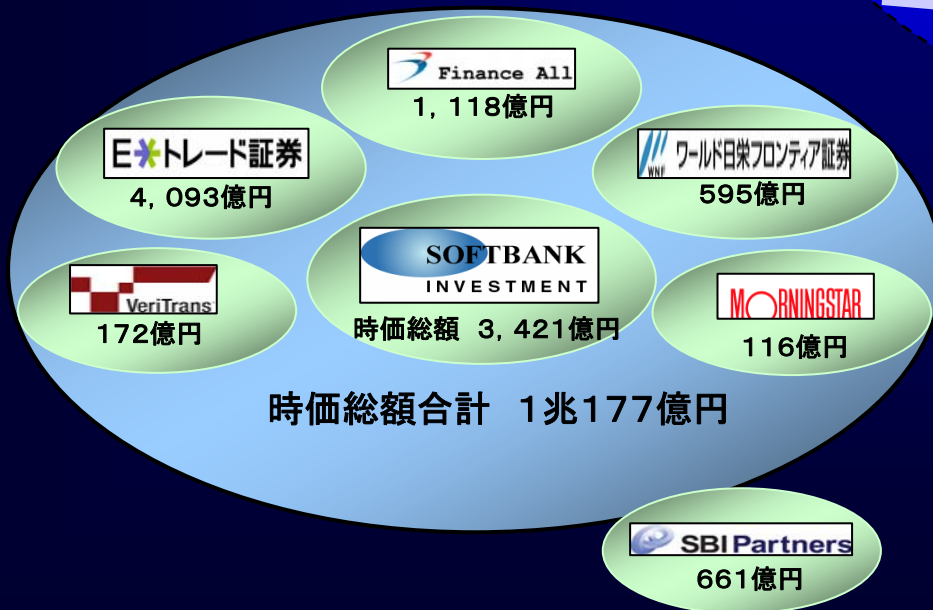 Finance All
1,118億円
E*トレード証券
4,093億円
WNF ワールド日栄フロンティア証券
595億円
SOFTBANK
INVESTMENT
時価総額 3,421億円
VeriTrans
172億円
MORNINGSTAR
116億円
時価総額合計 1兆177億円
SBI Partners
661億円